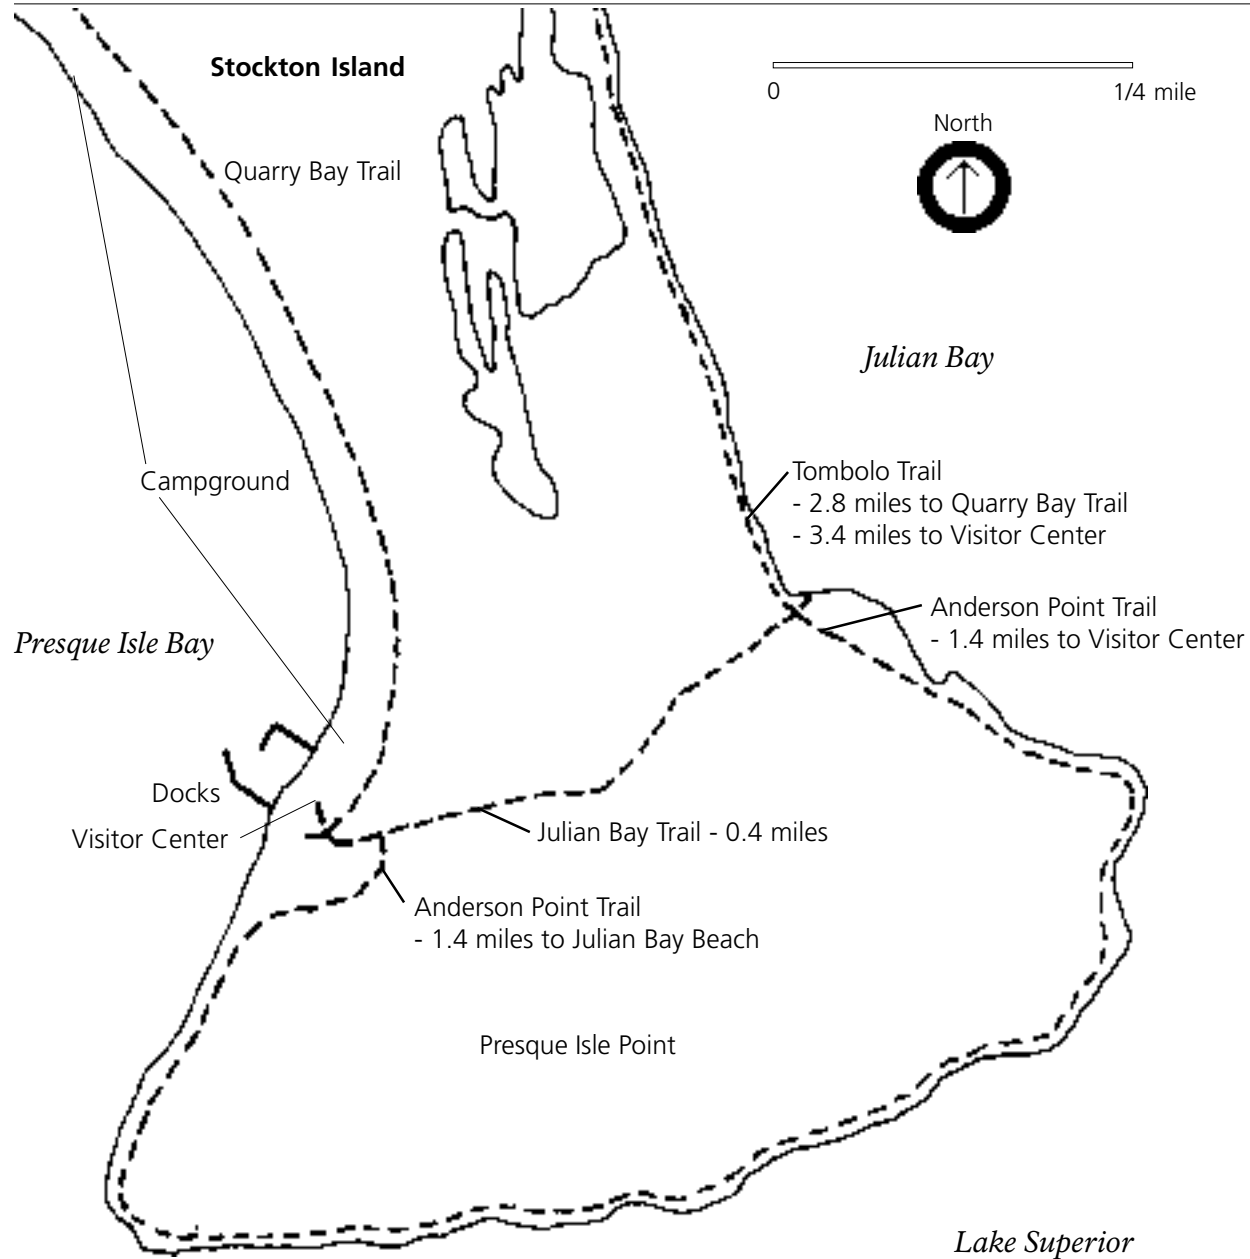 Stockton Island
0
1/4 mile
North
Quarry Bay Trail
Julian Bay
Campground
Tombolo Trail
- 2.8 miles to Quarry Bay Trail
- 3.4 miles to Visitor Center
Anderson Point Trail
- 1.4 miles to Visitor Center
Presque Isle Bay
Docks
Visitor Center
Julian Bay Trail - 0.4 miles
Anderson Point Trail
- 1.4 miles to Julian Bay Beach
Presque Isle Point
Lake Superior